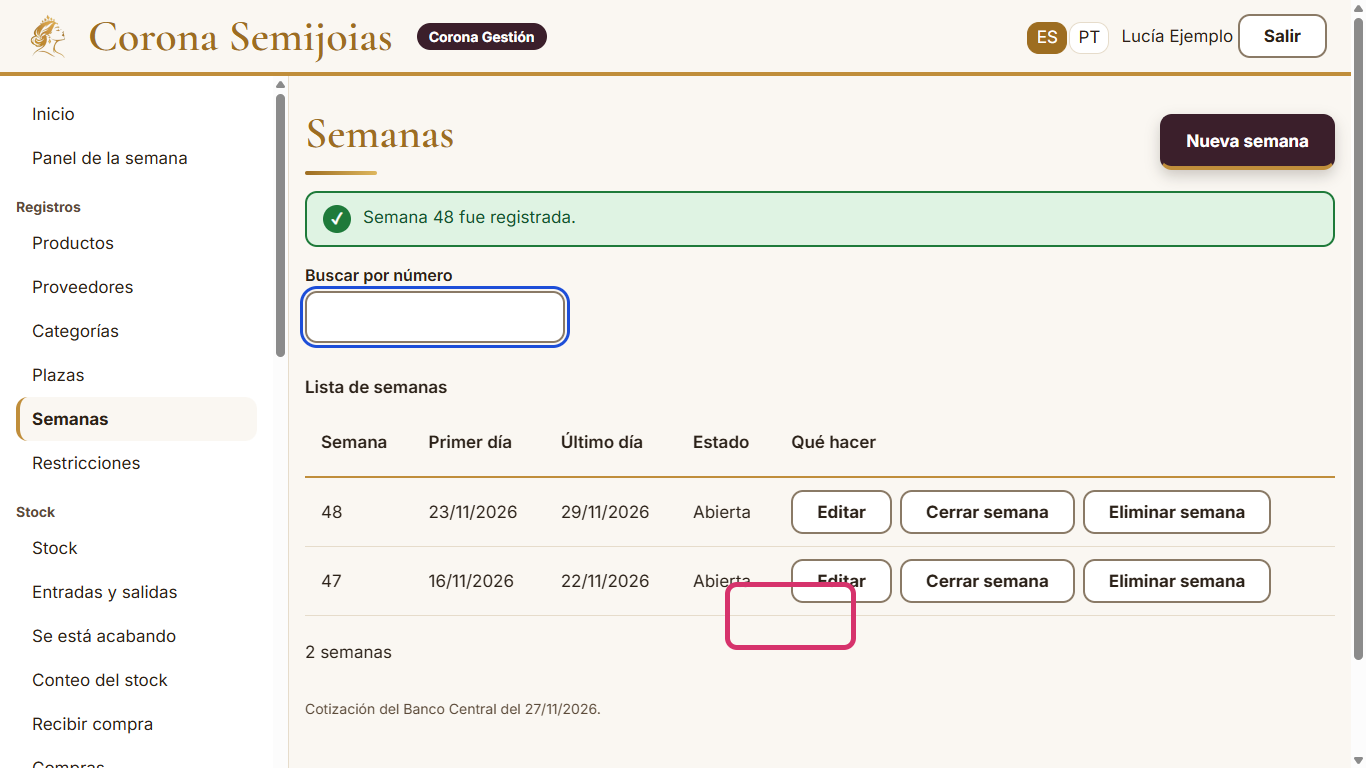 Corona Semijoias
Corona Gestión
ES
PT
Lucía Ejemplo
Salir
Inicio
Panel de la semana
Registros
Productos
Proveedores
Categorías
Plazas
Semanas
Restricciones
Stock
Stock
Entradas y salidas
Se está acabando
Conteo del stock
Recibir compra
Compras
Semanas
Nueva semana
Semana 48 fue registrada.
Buscar por número
Lista de semanas
Semana Primer día Último día Estado Qué hacer
48 23/11/2026 29/11/2026 Abierta Editar Cerrar semana Eliminar semana
47 16/11/2026 22/11/2026 Abierta Editar Cerrar semana Eliminar semana
2 semanas
Cotización del Banco Central del 27/11/2026.